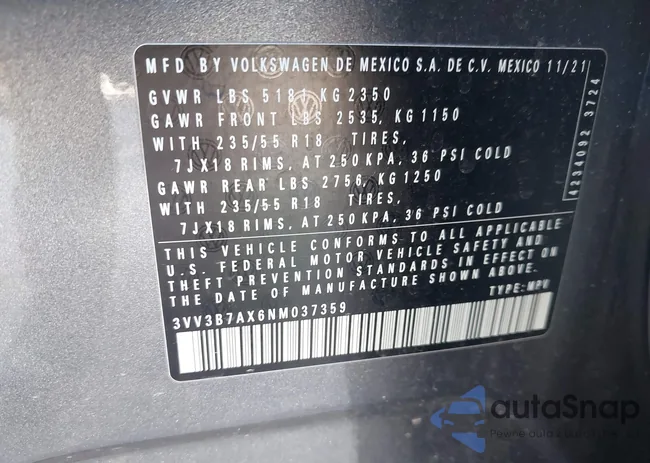 MFD BY VOLKSWAGEN DE MEXICO S.A. DE C.V. MEXICO 11/21
GVWR LBS 5181 KG 2350
GAWR FRONT LBS 2535, KG 1150
WITH 235/55 R18 TIRES,
7JX18 RIMS, AT 250 KPA, 36 PSI COLD
GAWR REAR LBS 2756, KG 1250
WITH 235/55 R18 TIRES,
7JX18 RIMS, AT 250 KPA, 36 PSI COLD
THIS VEHICLE CONFORMS TO ALL APPLICABLE
U.S. FEDERAL MOTOR VEHICLE SAFETY AND
THEFT PREVENTION STANDARDS IN EFFECT ON
THE DATE OF MANUFACTURE SHOWN ABOVE.
3VV3B7AX6NM037359 TYPE: MPV
4234092 3724
autaSnap
Pewne auta z